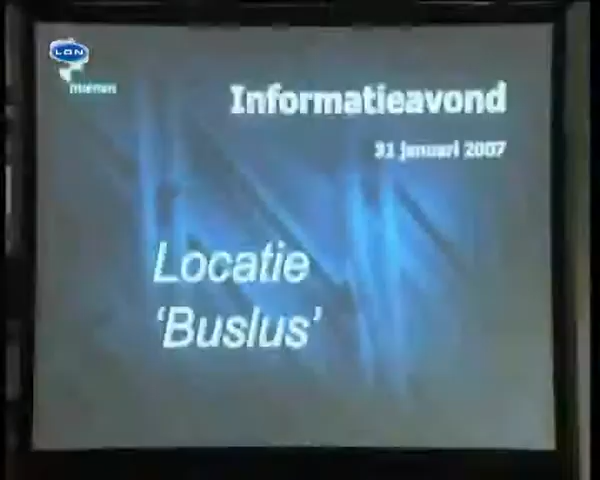 LON
Informatieavond
31 januari 2007
Locatie
'Buslus'